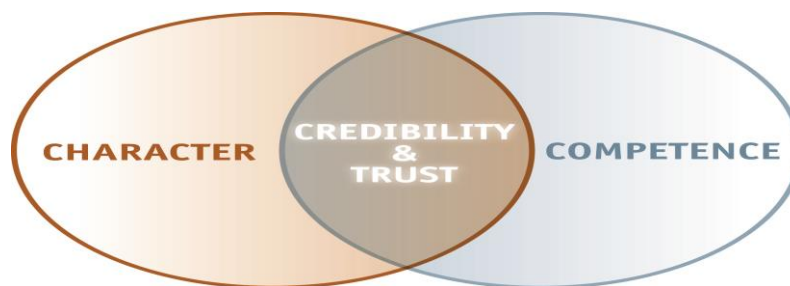 CHARACTER
CREDIBILITY
&
TRUST
COMPETENCE